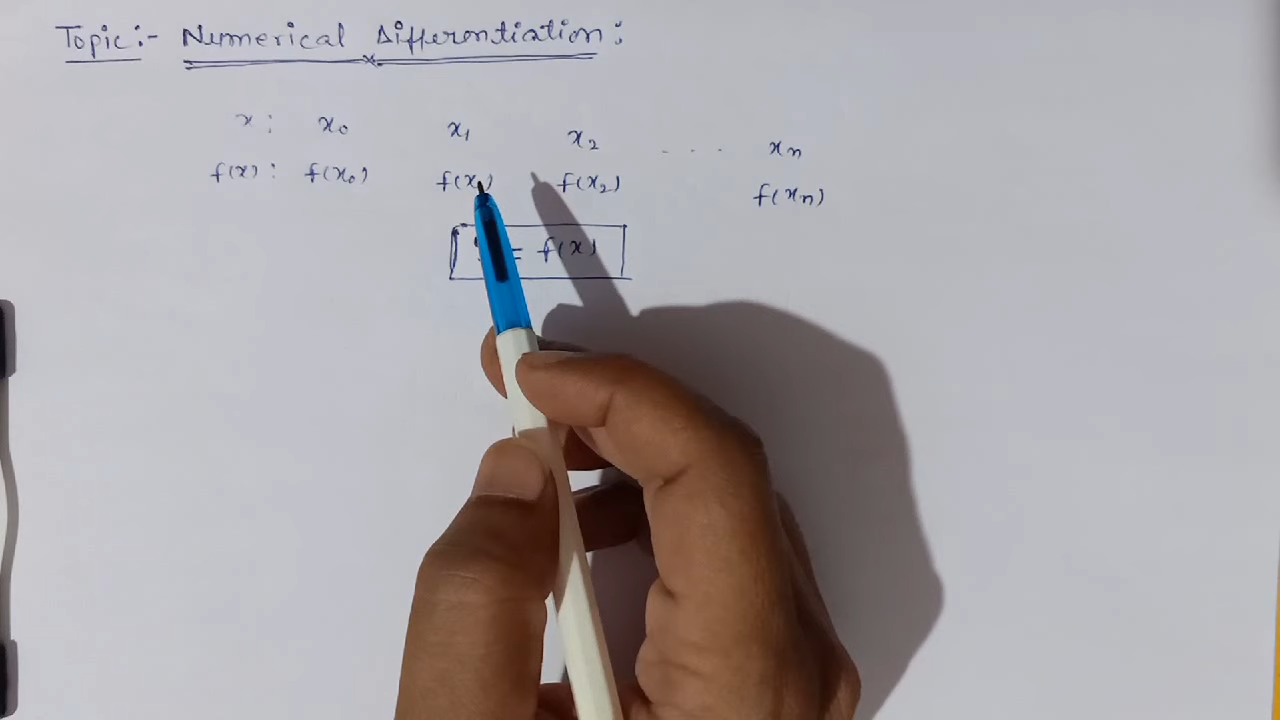 Topic:- Numerical Differentiation:
x: x₀ x₁ x₂ . . . xₙ
f(x): f(x₀) f(x₁) f(x₂) f(xₙ)
= f(x)